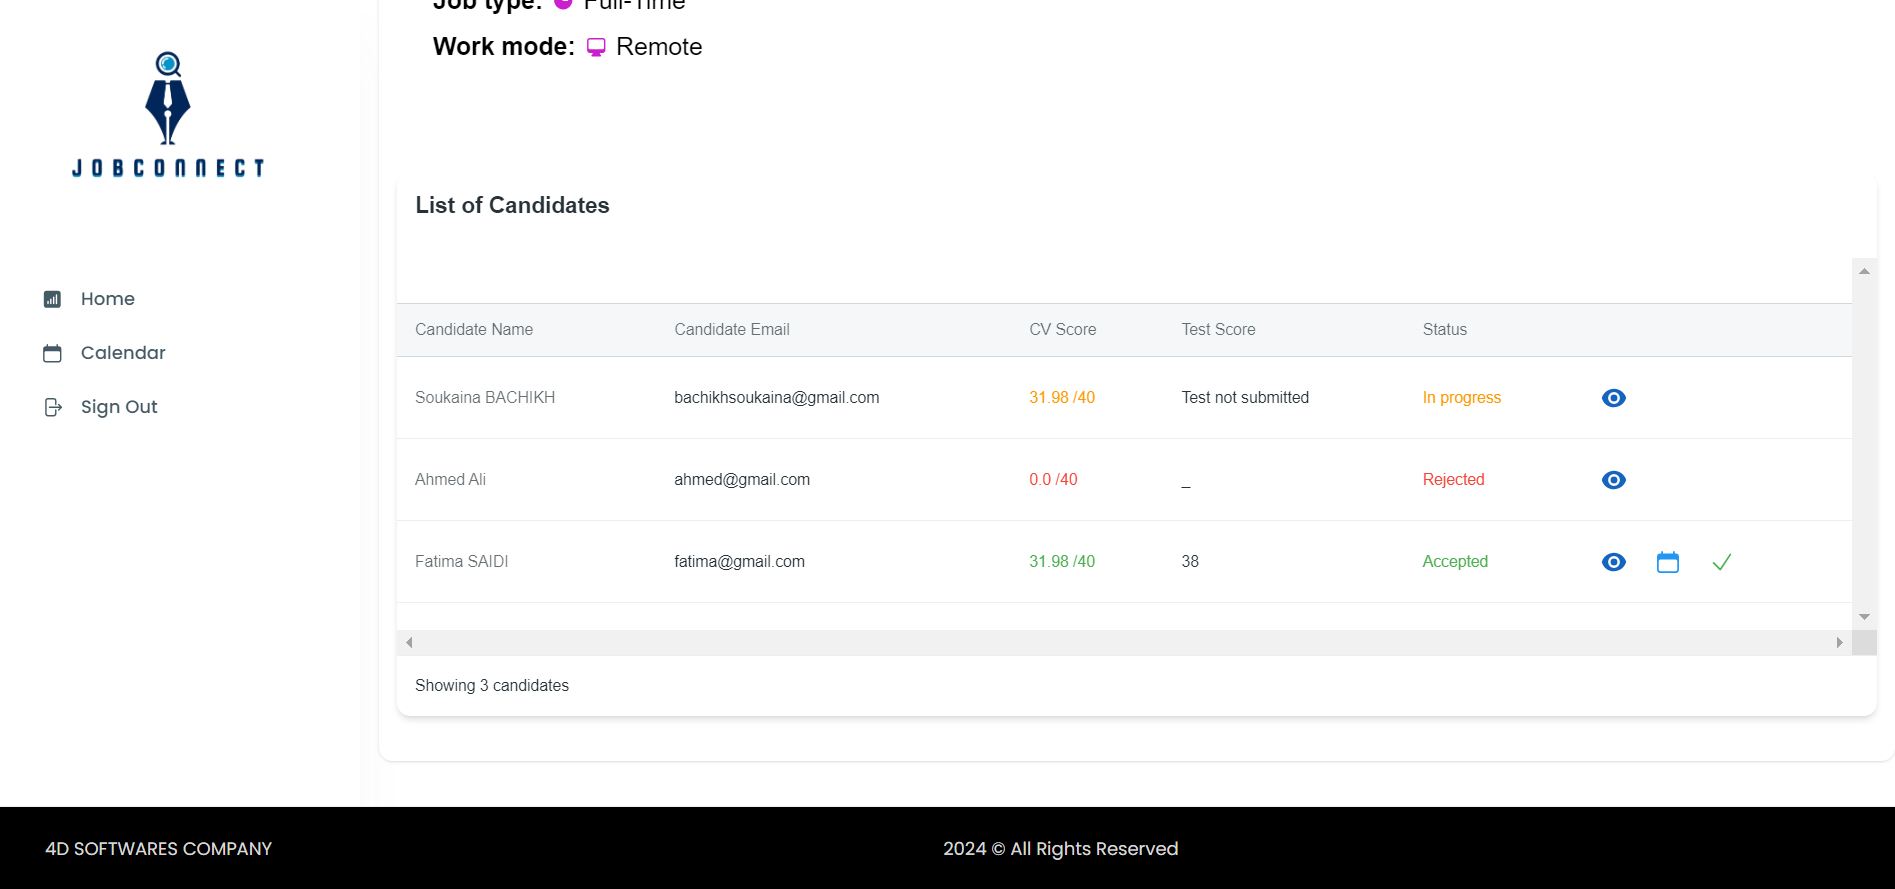 Job type: Full-Time
Work mode: Remote
JOBCONNECT
Home
Calendar
Sign Out
List of Candidates
Candidate Name Candidate Email CV Score Test Score Status
Soukaina BACHIKH bachikhsoukaina@gmail.com 31.98 /40 Test not submitted In progress
Ahmed Ali ahmed@gmail.com 0.0 /40 _ Rejected
Fatima SAIDI fatima@gmail.com 31.98 /40 38 Accepted
Showing 3 candidates
4D SOFTWARES COMPANY 2024 © All Rights Reserved